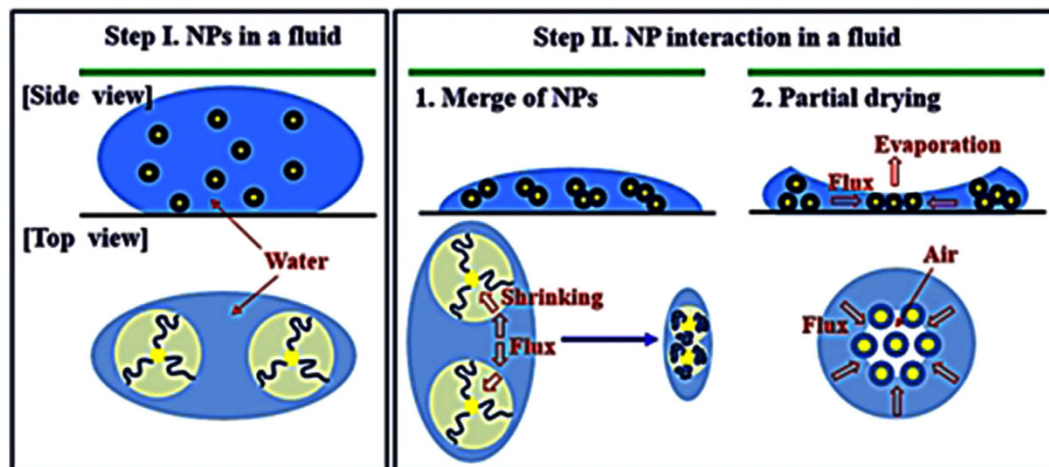 Step I. NPs in a fluid
[Side view]
[Top view]
Water
Step II. NP interaction in a fluid
1. Merge of NPs
Shrinking
Flux
2. Partial drying
Evaporation
Flux
Air
Flux